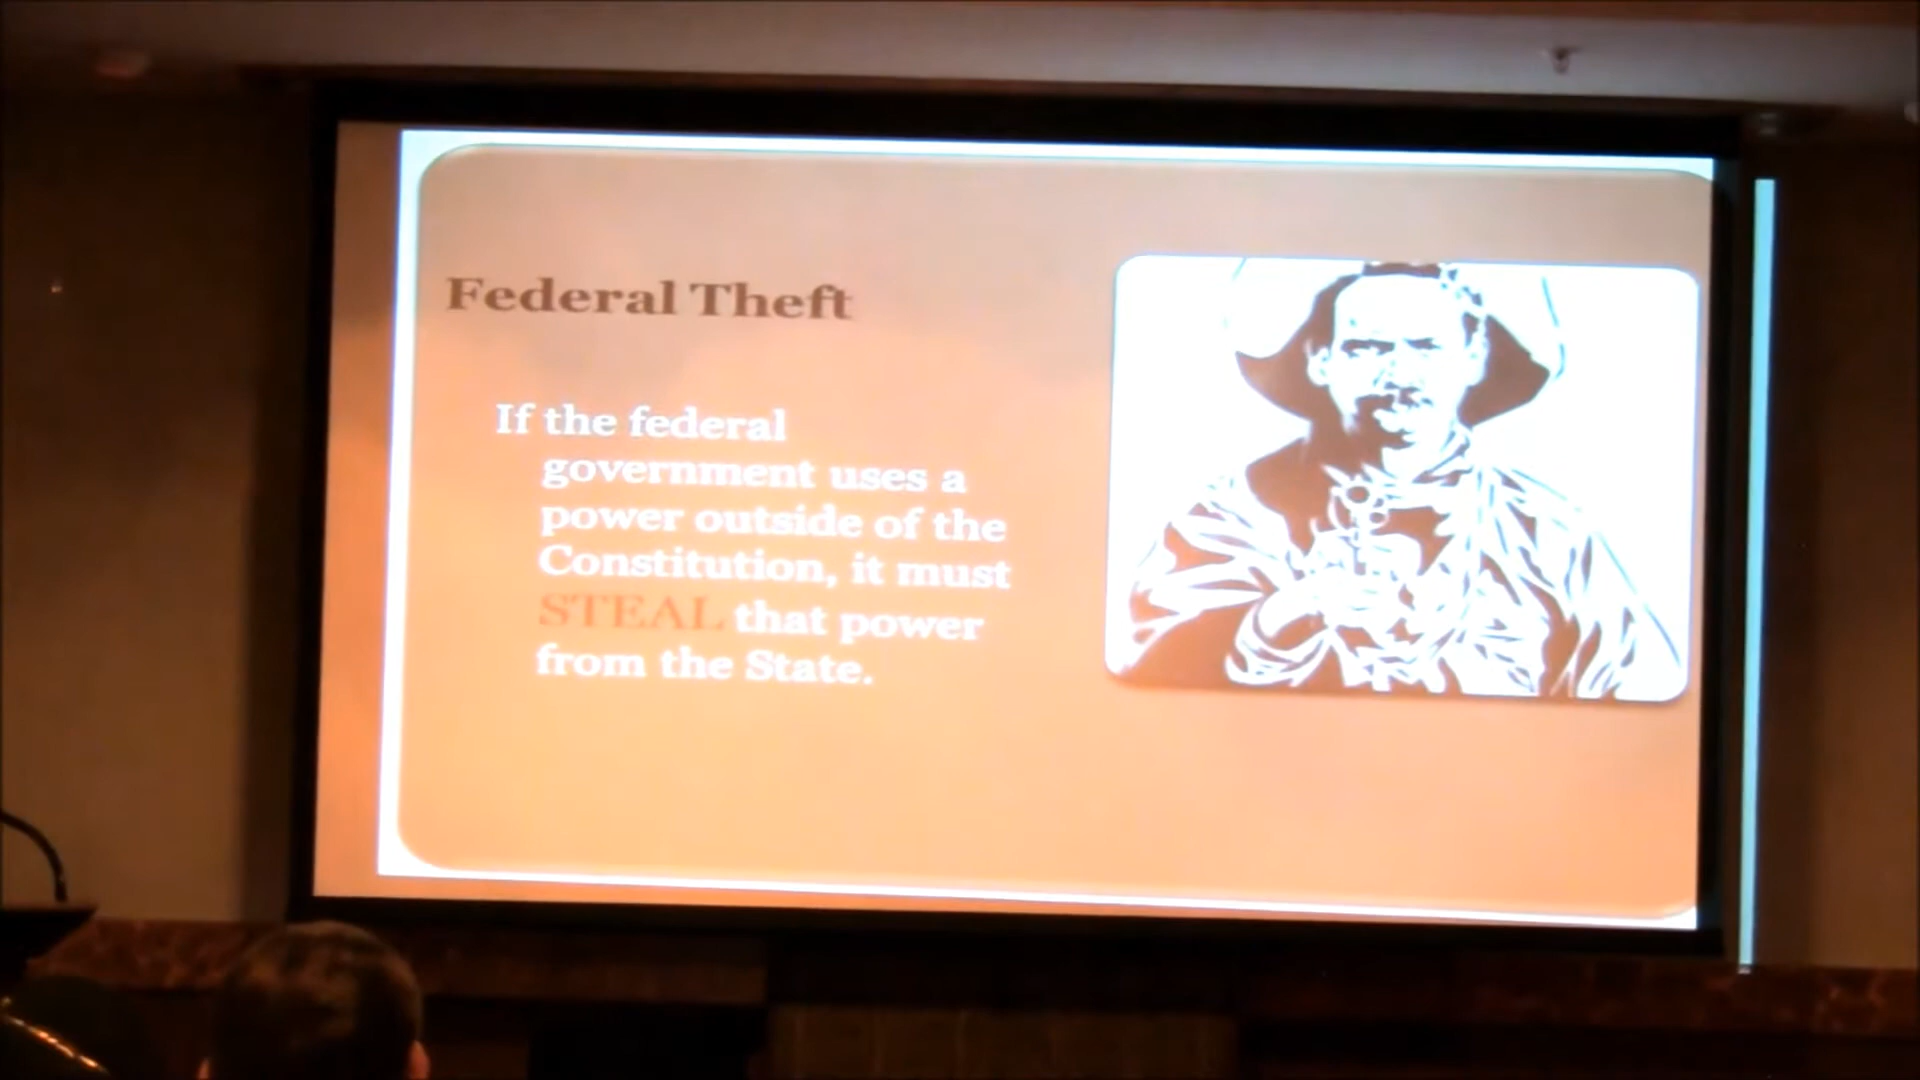 Federal Theft
If the federal
government uses a
power outside of the
Constitution, it must
STEAL that power
from the State.